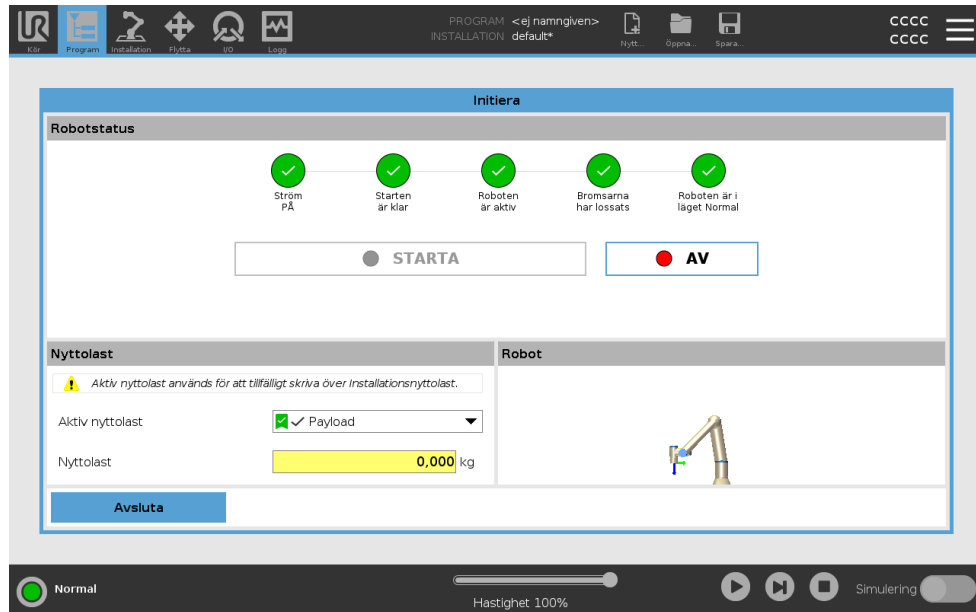 UR
Kör
Program
Installation
Flytta
I/O
Logg
PROGRAM <ej namngiven>
INSTALLATION default*
Nytt...
Öppna...
Spara...
CCCC
CCCC
Initiera
Robotstatus
Ström
PÅ
Starten
är klar
Roboten
är aktiv
Bromsarna
har lossats
Roboten är i
läget Normal
STARTA
AV
Nyttolast
Robot
Aktiv nyttolast används för att tillfälligt skriva över Installationsnyttolast.
Aktiv nyttolast
Payload
Nyttolast
0,000 kg
Avsluta
Normal
Hastighet 100%
Simulering